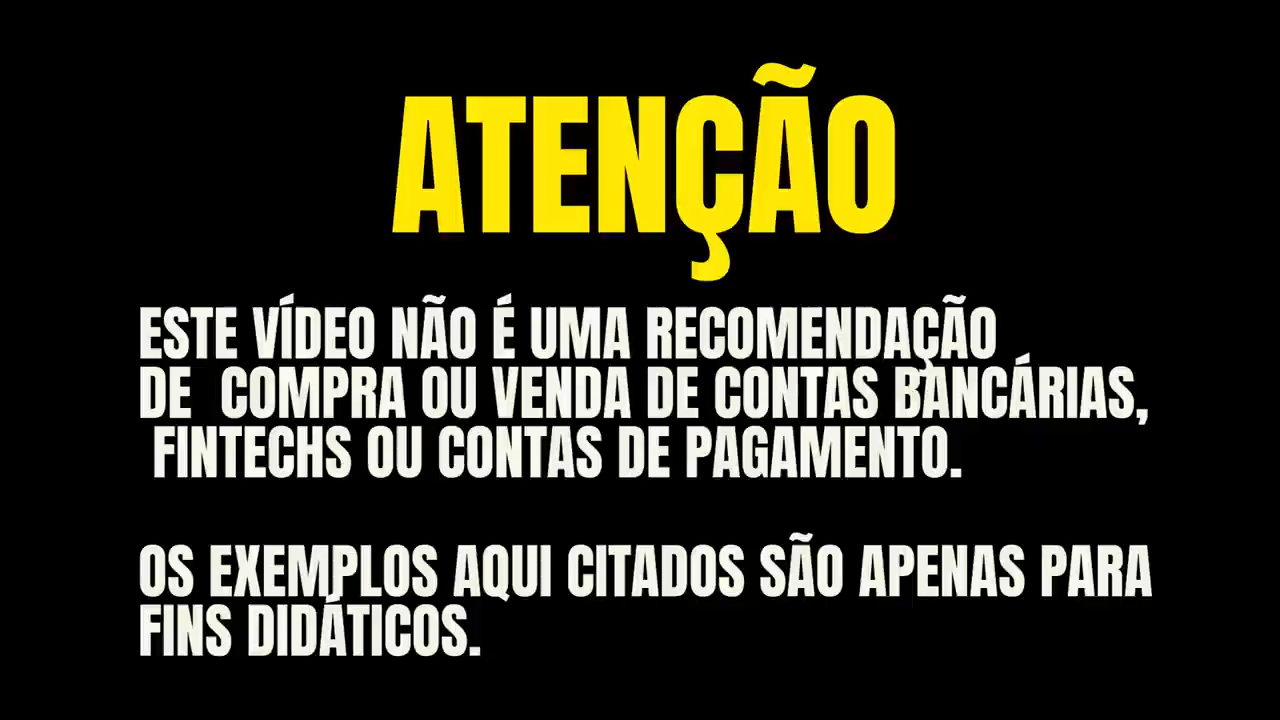 ATENÇÃO
ESTE VÍDEO NÃO É UMA RECOMENDAÇÃO
DE COMPRA OU VENDA DE CONTAS BANCÁRIAS,
FINTECHS OU CONTAS DE PAGAMENTO.
OS EXEMPLOS AQUI CITADOS SÃO APENAS PARA
FINS DIDÁTICOS.